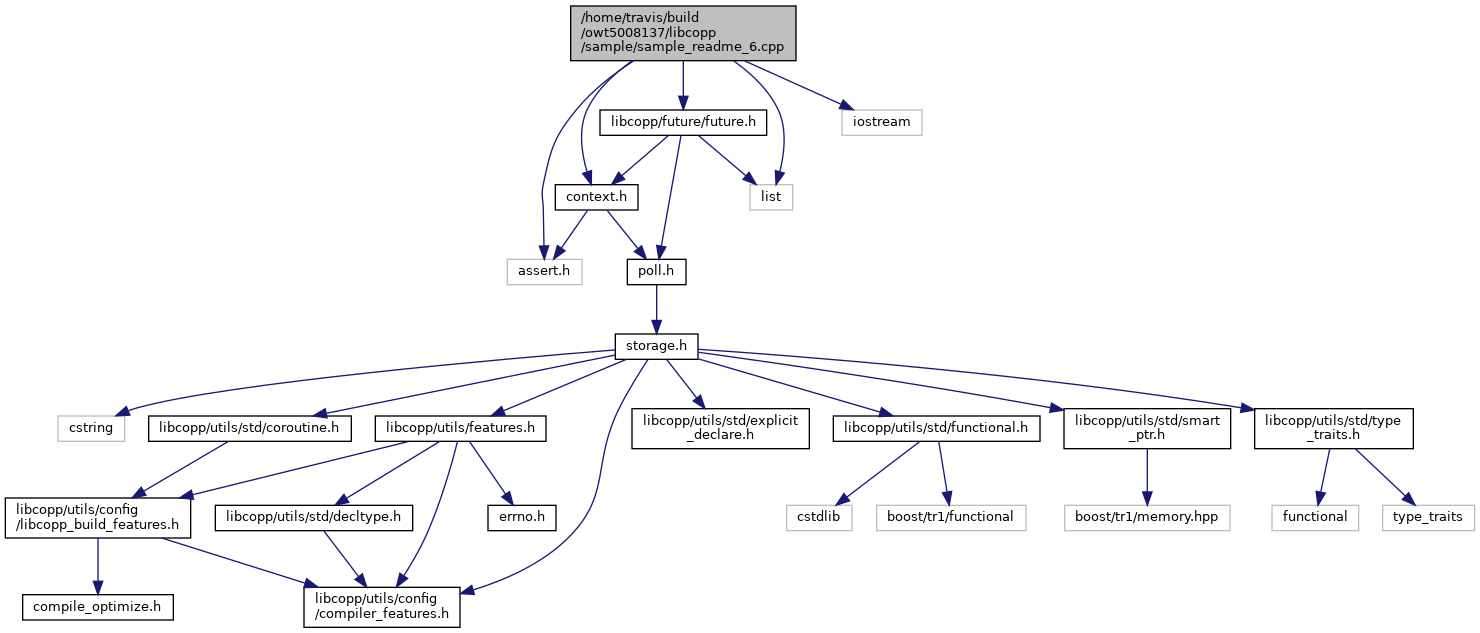 /home/travis/build
/owt5008137/libcopp
/sample/sample_readme_6.cpp
libcopp/future/future.h
iostream
context.h
list
assert.h
poll.h
storage.h
cstring
libcopp/utils/std/coroutine.h
libcopp/utils/features.h
libcopp/utils/std/explicit
_declare.h
libcopp/utils/std/functional.h
libcopp/utils/std/smart
_ptr.h
libcopp/utils/std/type
_traits.h
libcopp/utils/config
/libcopp_build_features.h
libcopp/utils/std/decltype.h
errno.h
cstdlib
boost/tr1/functional
boost/tr1/memory.hpp
functional
type_traits
compile_optimize.h
libcopp/utils/config
/compiler_features.h